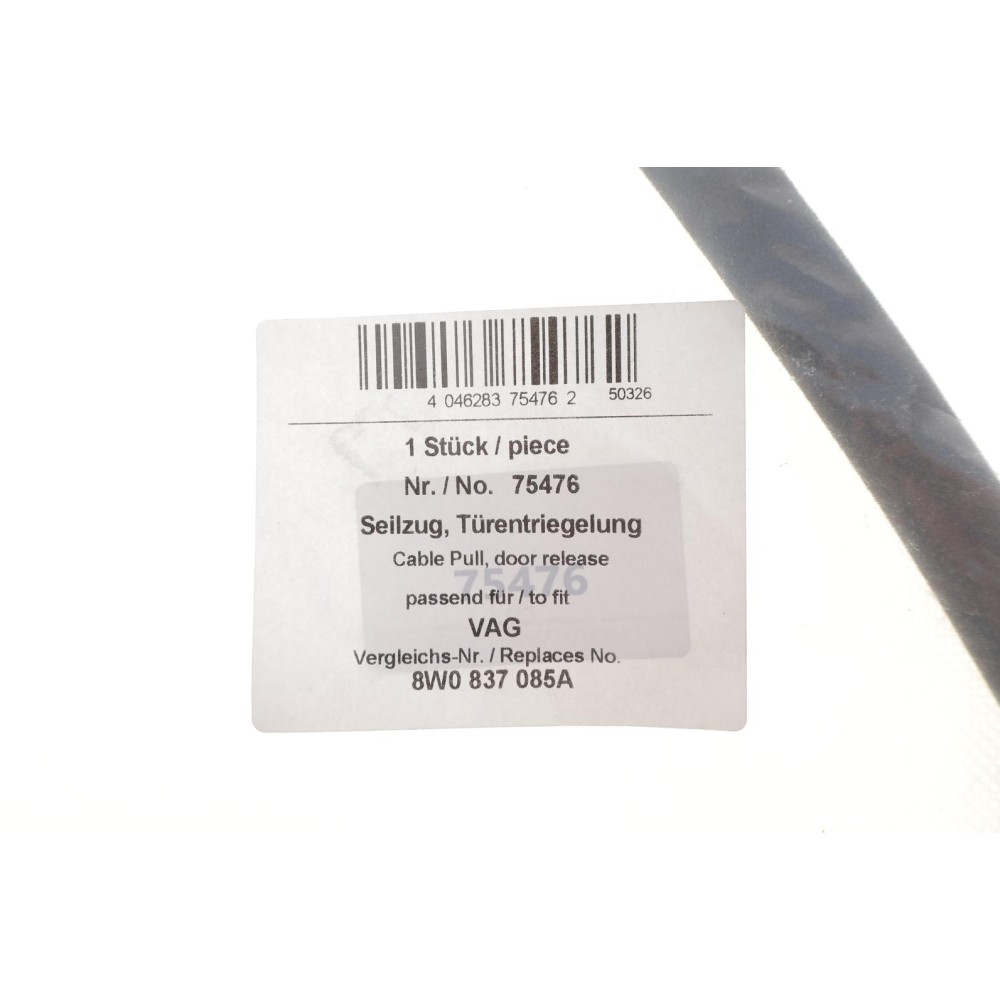 4 046283 75476 2 50326
1 Stück / piece
Nr. / No. 75476
Seilzug, Türentriegelung
Cable Pull, door release
75476
passend für / to fit
VAG
Vergleichs-Nr. / Replaces No.
8W0 837 085A